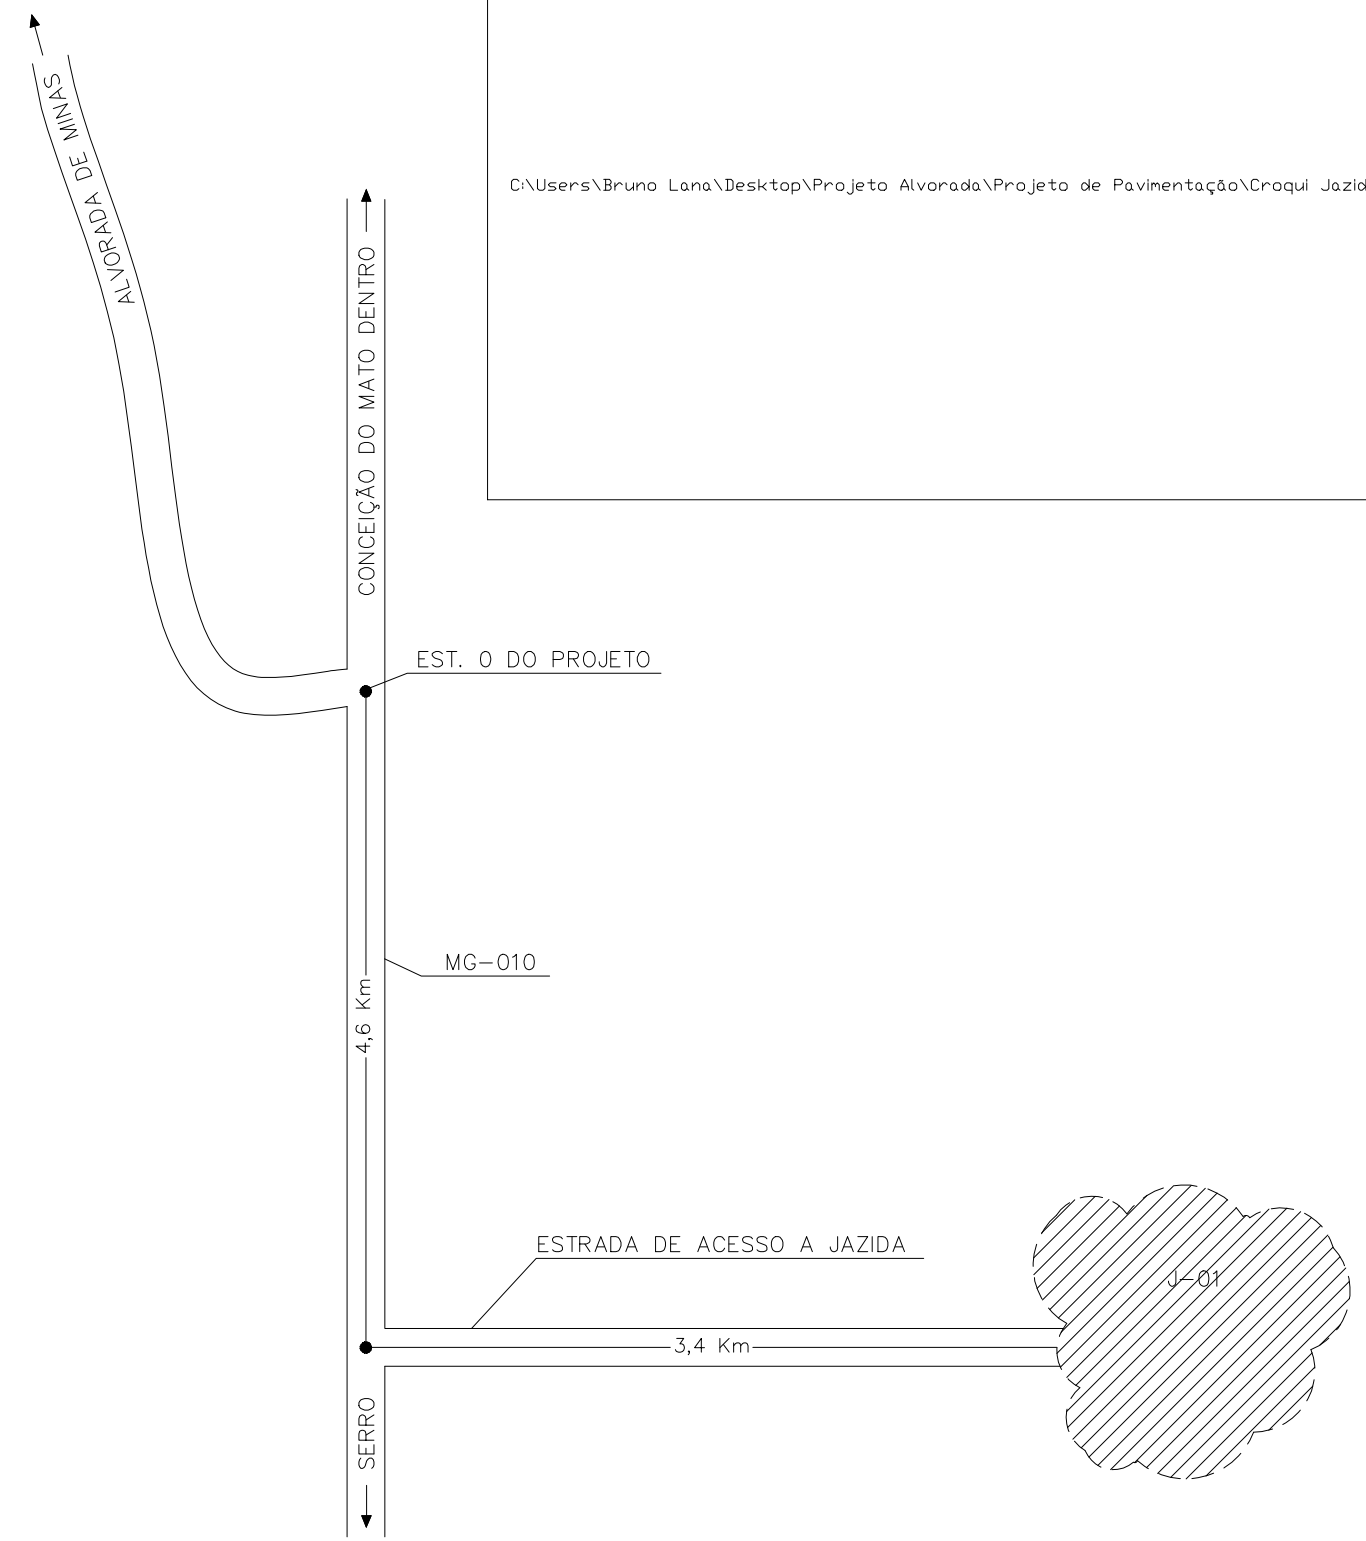 ALVORADA DE MINAS
C:\Users\Bruno Lana\Desktop\Projeto Alvorada\Projeto de Pavimentação\Croqui Jazid
CONCEIÇÃO DO MATO DENTRO
EST. 0 DO PROJETO
MG-010
4,6 Km
ESTRADA DE ACESSO A JAZIDA
J-01
3,4 Km
SERRO